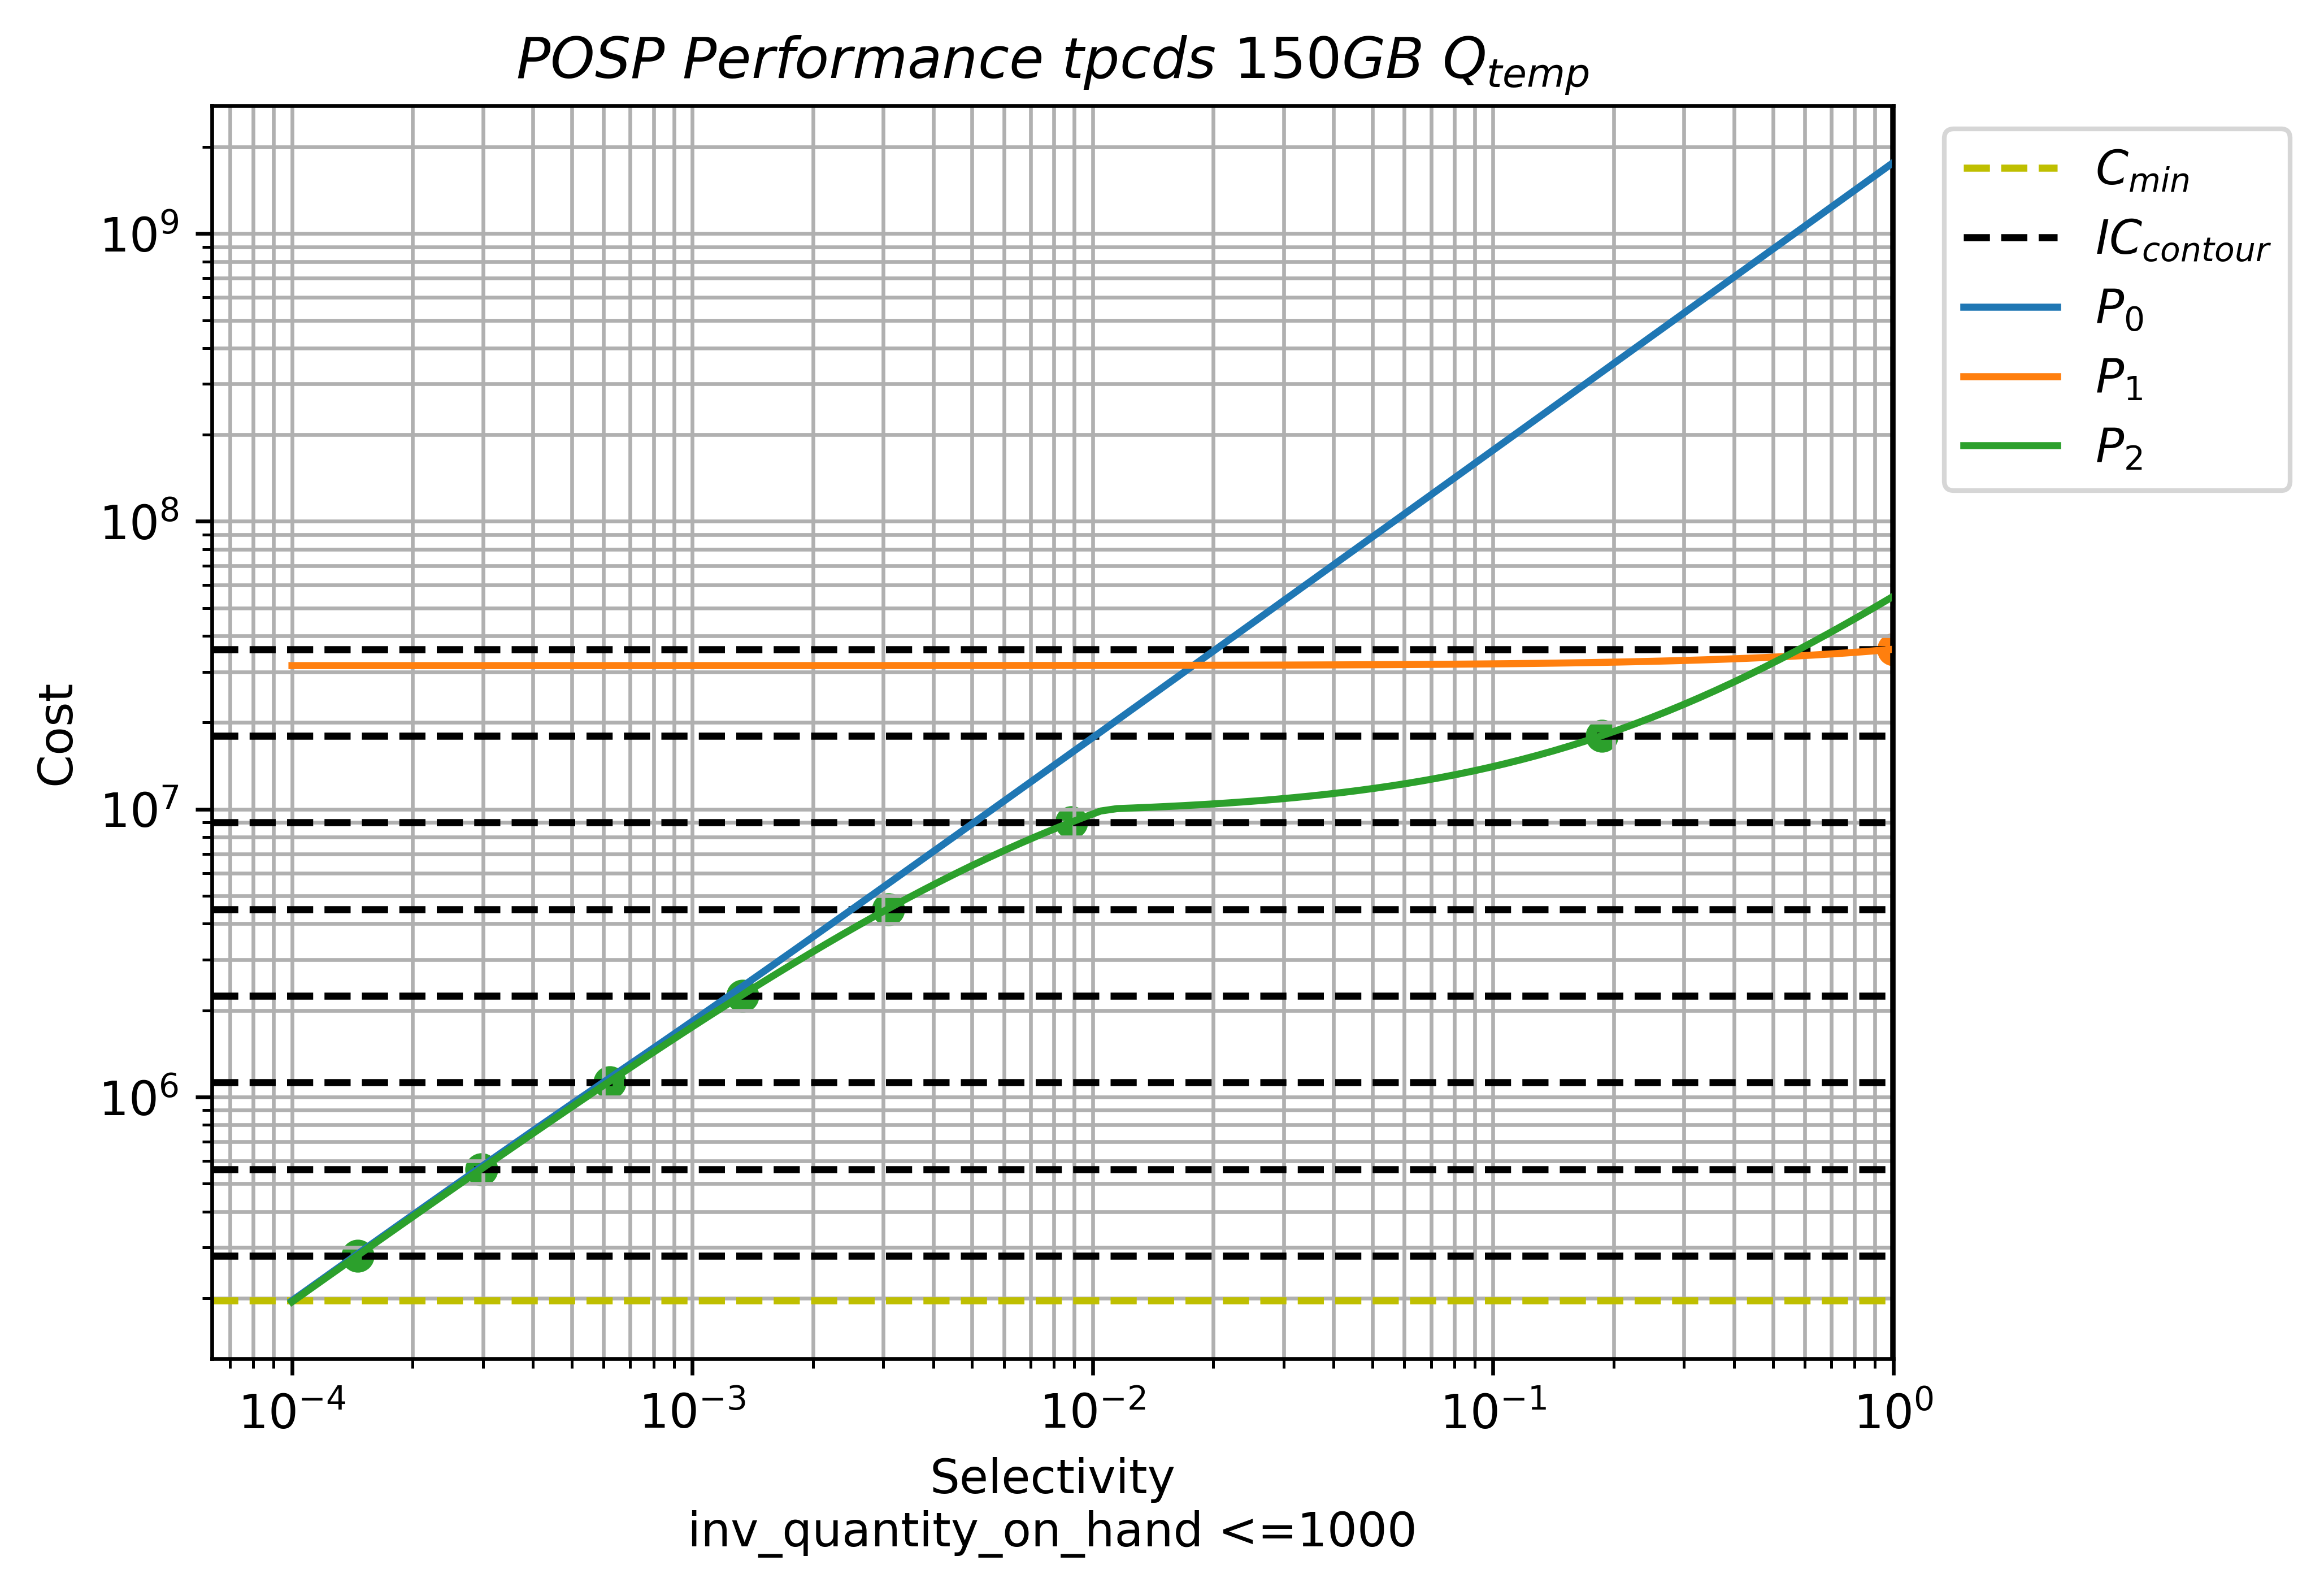 POSP Performance tpcds 150GB Q_temp
C_min
IC_contour
P_0
P_1
P_2
10^9
10^8
10^7
10^6
Cost
10^-4 10^-3 10^-2 10^-1 10^0
Selectivity
inv_quantity_on_hand <=1000